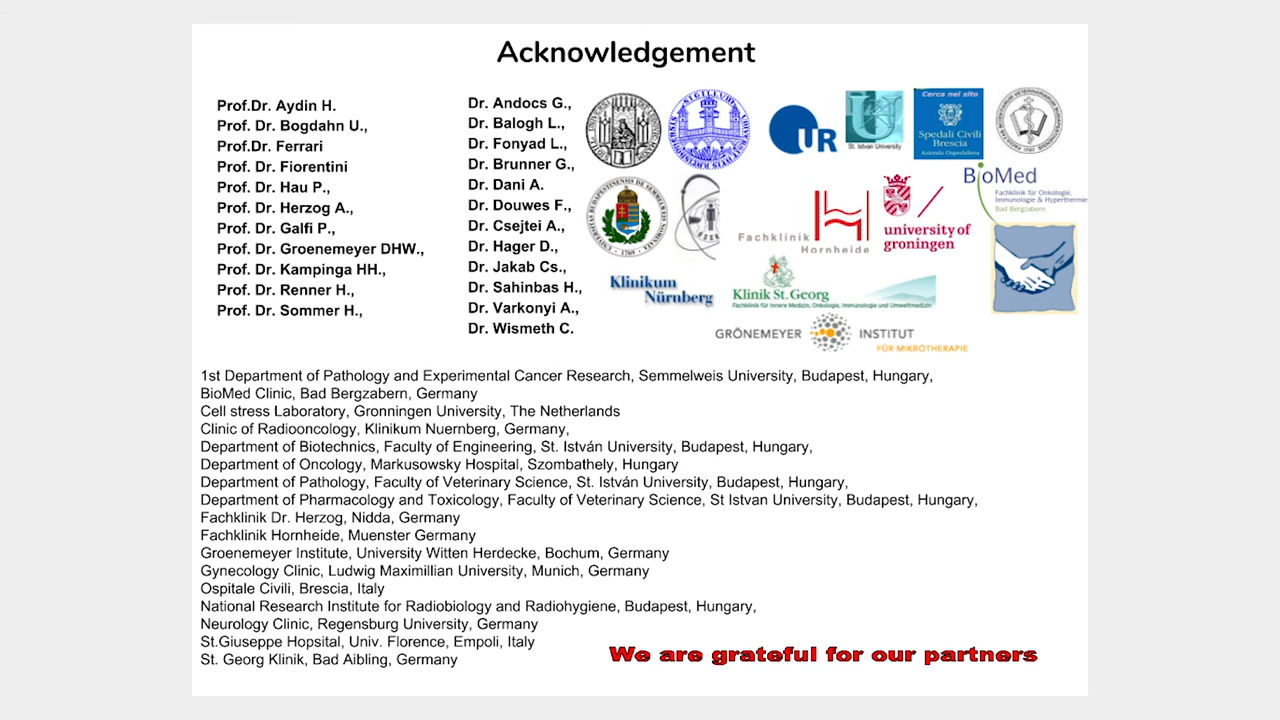 Acknowledgement
Prof.Dr. Aydin H.
Prof. Dr. Bogdahn U.,
Prof.Dr. Ferrari
Prof. Dr. Fiorentini
Prof. Dr. Hau P.,
Prof. Dr. Herzog A.,
Prof. Dr. Galfi P.,
Prof. Dr. Groenemeyer DHW.,
Prof. Dr. Kampinga HH.,
Prof. Dr. Renner H.,
Prof. Dr. Sommer H.,
Dr. Andocs G.,
Dr. Balogh L.,
Dr. Fonyad L.,
Dr. Brunner G.,
Dr. Dani A.
Dr. Douwes F.,
Dr. Csejtei A.,
Dr. Hager D.,
Dr. Jakab Cs.,
Dr. Sahinbas H.,
Dr. Varkonyi A.,
Dr. Wismeth C.
UR
St. Istvan University
Cerca nel sito
Spedali Civili
Brescia
Azienda Ospedaliera
BioMed
Fachklinik für Onkologie,
Immunologie & Hyperthermie
Bad Bergzabern
Fachklinik
Hornheide
university of
groningen
Klinikum
Nürnberg
Klinik St. Georg
Fachklinik für Innere Medizin, Onkologie, Immunologie und Umweltmedizin
GRÖNEMEYER INSTITUT
FÜR MIKROTHERAPIE
1st Department of Pathology and Experimental Cancer Research, Semmelweis University, Budapest, Hungary,
BioMed Clinic, Bad Bergzabern, Germany
Cell stress Laboratory, Gronningen University, The Netherlands
Clinic of Radiooncology, Klinikum Nuernberg, Germany,
Department of Biotechnics, Faculty of Engineering, St. István University, Budapest, Hungary,
Department of Oncology, Markusowsky Hospital, Szombathely, Hungary
Department of Pathology, Faculty of Veterinary Science, St. István University, Budapest, Hungary,
Department of Pharmacology and Toxicology, Faculty of Veterinary Science, St Istvan University, Budapest, Hungary,
Fachklinik Dr. Herzog, Nidda, Germany
Fachklinik Hornheide, Muenster Germany
Groenemeyer Institute, University Witten Herdecke, Bochum, Germany
Gynecology Clinic, Ludwig Maximillian University, Munich, Germany
Ospitale Civili, Brescia, Italy
National Research Institute for Radiobiology and Radiohygiene, Budapest, Hungary,
Neurology Clinic, Regensburg University, Germany
St.Giuseppe Hopsital, Univ. Florence, Empoli, Italy
St. Georg Klinik, Bad Aibling, Germany
We are grateful for our partners